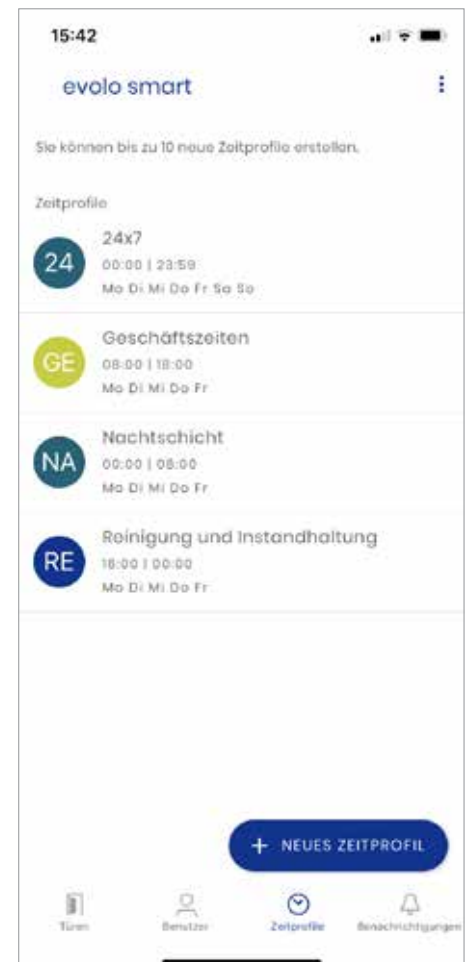 15:42
evolo smart
Sie können bis zu 10 neue Zeitprofile erstellen.
Zeitprofile
24
24x7
00:00 | 23:59
Mo Di Mi Do Fr Sa So
GE
Geschäftszeiten
08:00 | 18:00
Mo Di Mi Do Fr
NA
Nachtschicht
00:00 | 08:00
Mo Di Mi Do Fr
RE
Reinigung und Instandhaltung
18:00 | 00:00
Mo Di Mi Do Fr
+ NEUES ZEITPROFIL
Türen Benutzer Zeitprofile Benachrichtigungen